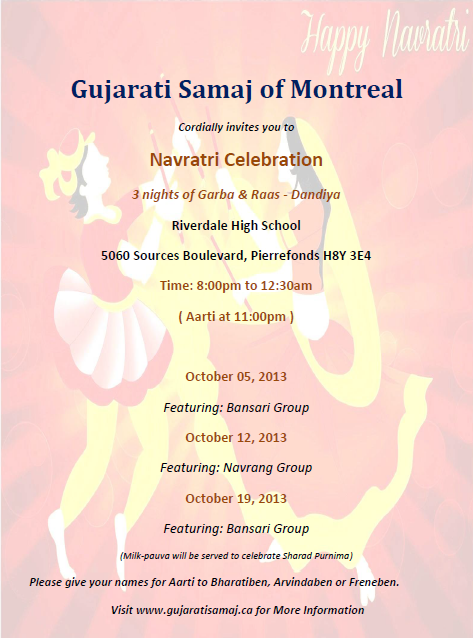 Happy Navratri
Gujarati Samaj of Montreal
Cordially invites you to
Navratri Celebration
3 nights of Garba & Raas - Dandiya
Riverdale High School
5060 Sources Boulevard, Pierrefonds H8Y 3E4
Time: 8:00pm to 12:30am
( Aarti at 11:00pm )
October 05, 2013
Featuring: Bansari Group
October 12, 2013
Featuring: Navrang Group
October 19, 2013
Featuring: Bansari Group
(Milk-pauva will be served to celebrate Sharad Purnima)
Please give your names for Aarti to Bharatiben, Arvindaben or Freneben.
Visit www.gujaratisamaj.ca for More Information